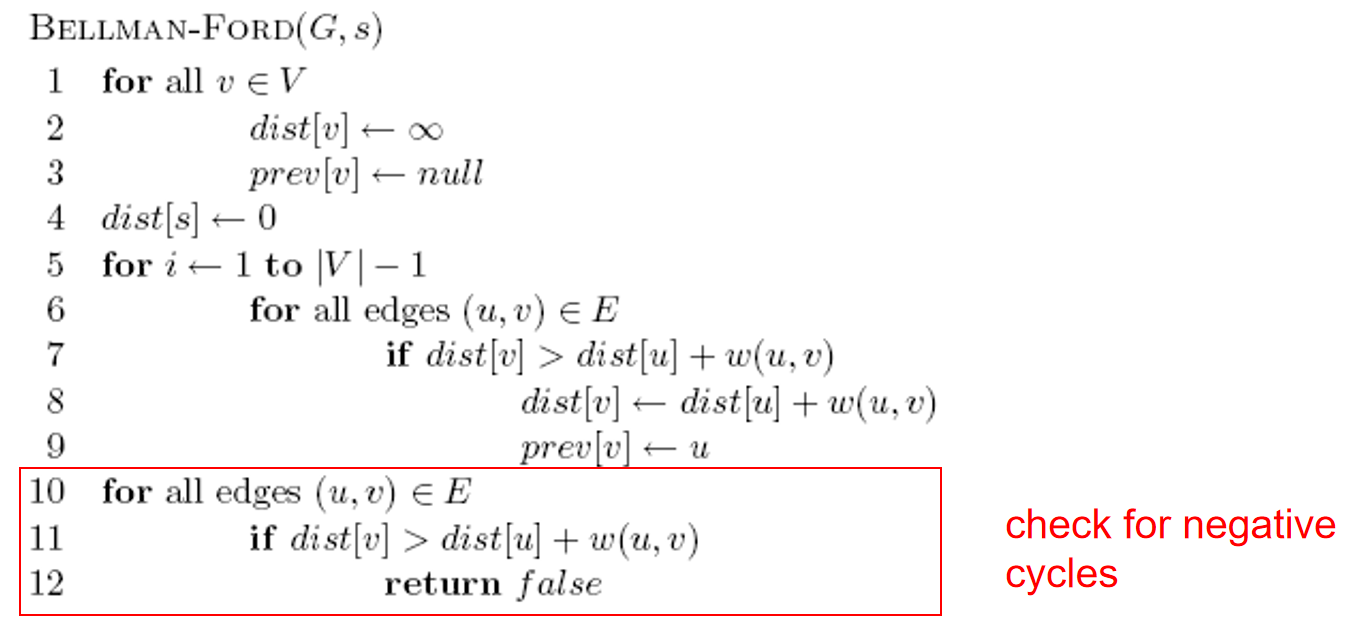 BELLMAN-FORD(G, s)
1 for all v ∈ V
2 dist[v] ← ∞
3 prev[v] ← null
4 dist[s] ← 0
5 for i ← 1 to |V| − 1
6 for all edges (u, v) ∈ E
7 if dist[v] > dist[u] + w(u, v)
8 dist[v] ← dist[u] + w(u, v)
9 prev[v] ← u
10 for all edges (u, v) ∈ E
11 if dist[v] > dist[u] + w(u, v)
12 return false
check for negative
cycles